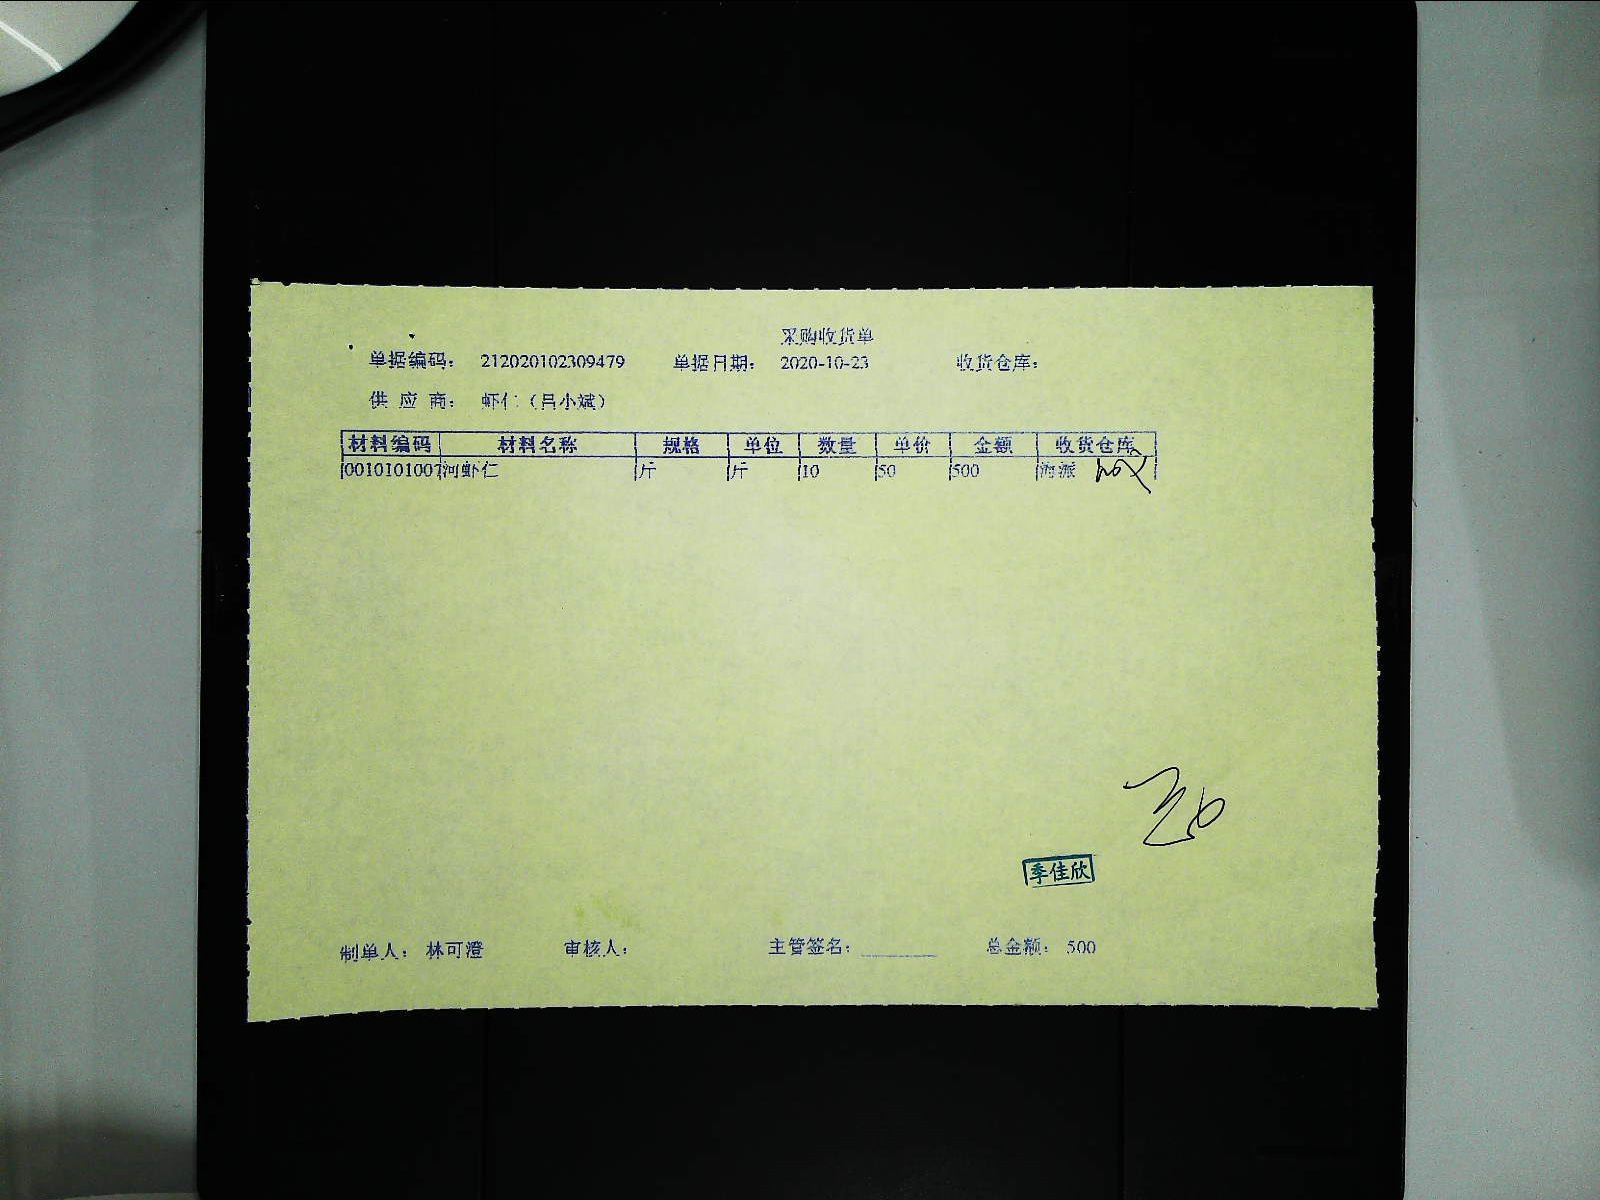 采购收货单
单据编码： 212020102309479 单据日期： 2020-10-23 收货仓库：
供 应 商： 虾仁（吕小斌）
材料编码 材料名称 规格 单位 数量 单价 金额 收货仓库
0010101007 河虾仁 斤 斤 10 50 500 海派
季佳欣
制单人： 林可澄 审核人： 主管签名： 总金额： 500